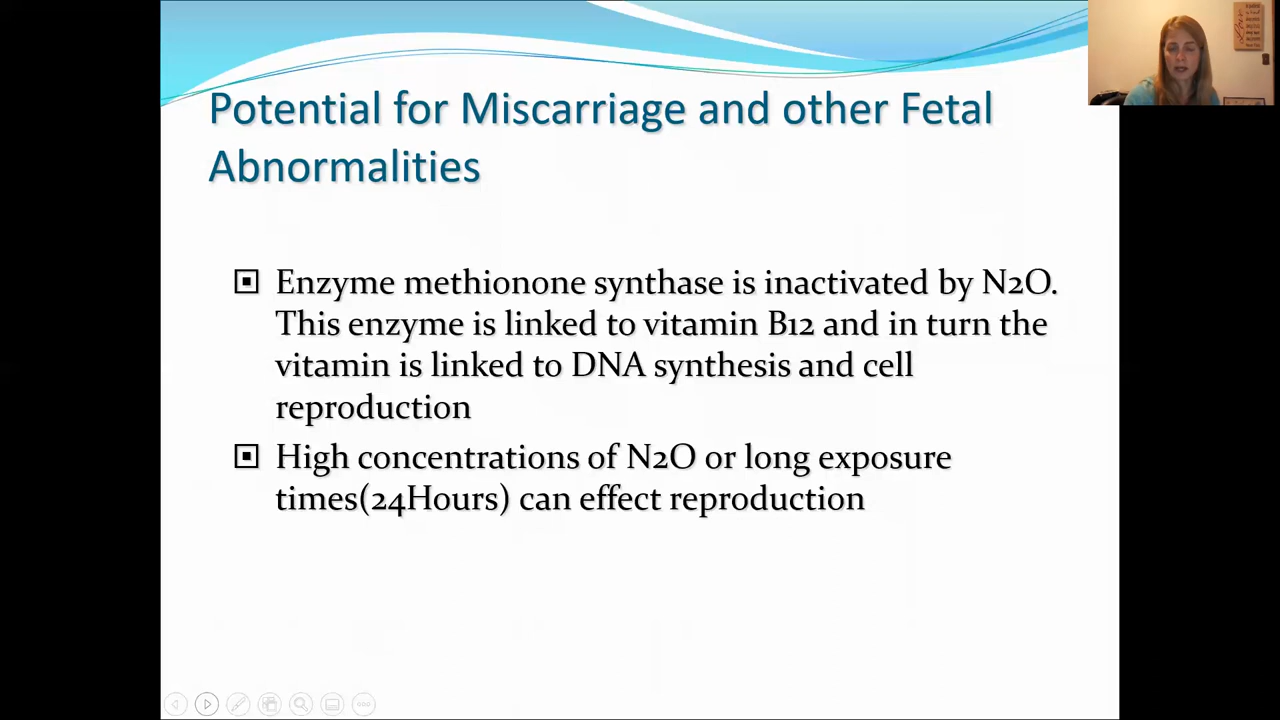 Potential for Miscarriage and other Fetal
Abnormalities
Enzyme methionone synthase is inactivated by N2O.
This enzyme is linked to vitamin B12 and in turn the
vitamin is linked to DNA synthesis and cell
reproduction
High concentrations of N2O or long exposure
times(24Hours) can effect reproduction